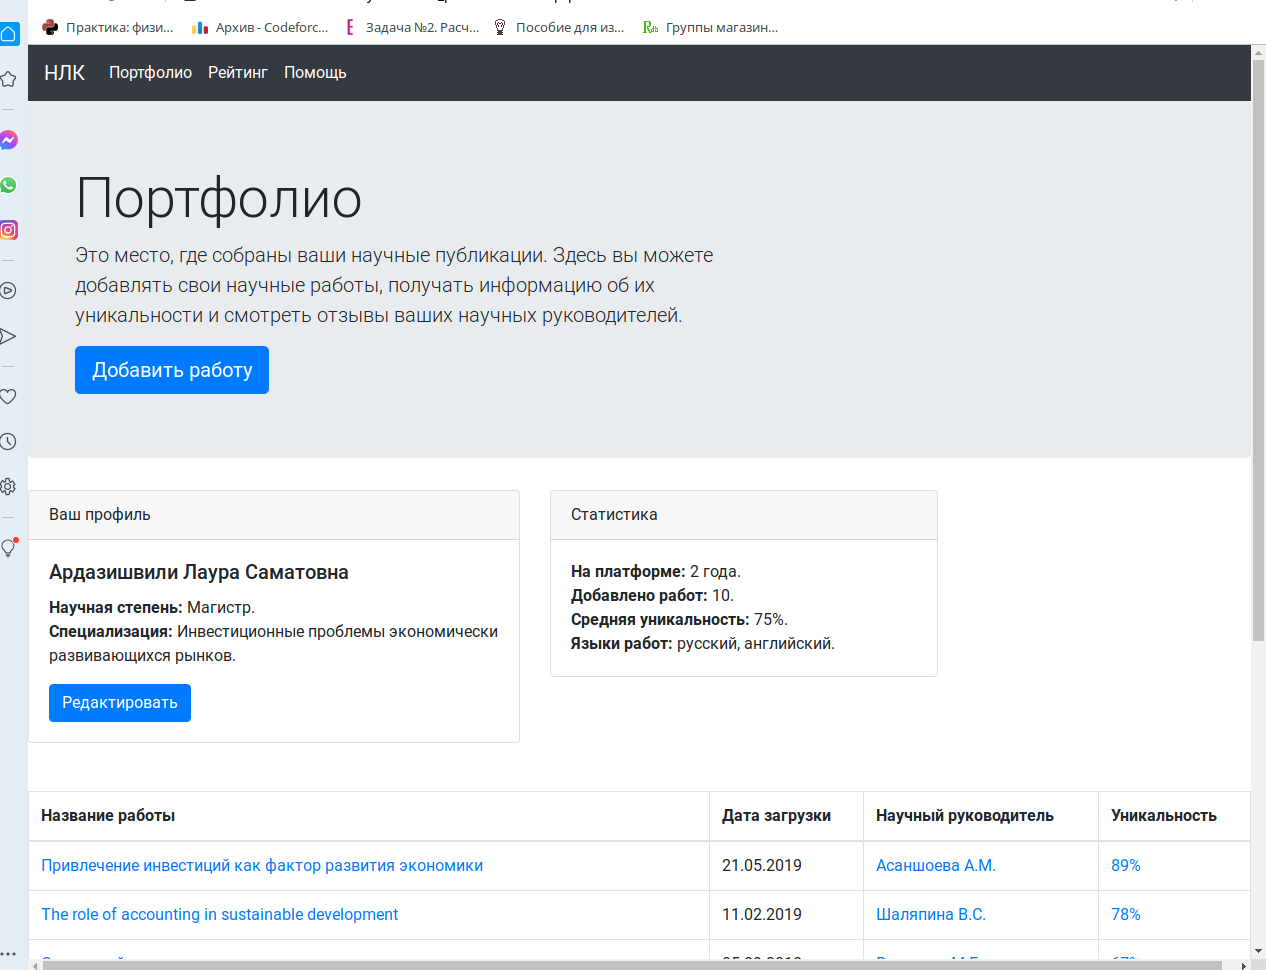 Практика: физи... Архив - Codeforc... Задача №2. Расч... Пособие для из... Группы магазин...
НЛК Портфолио Рейтинг Помощь
Портфолио
Это место, где собраны ваши научные публикации. Здесь вы можете
добавлять свои научные работы, получать информацию об их
уникальности и смотреть отзывы ваших научных руководителей.
Добавить работу
Ваш профиль
Ардазишвили Лаура Саматовна
Научная степень: Магистр.
Специализация: Инвестиционные проблемы экономически
развивающихся рынков.
Редактировать
Статистика
На платформе: 2 года.
Добавлено работ: 10.
Средняя уникальность: 75%.
Языки работ: русский, английский.
Название работы Дата загрузки Научный руководитель Уникальность
Привлечение инвестиций как фактор развития экономики 21.05.2019 Асаншоева А.М. 89%
The role of accounting in sustainable development 11.02.2019 Шаляпина В.С. 78%